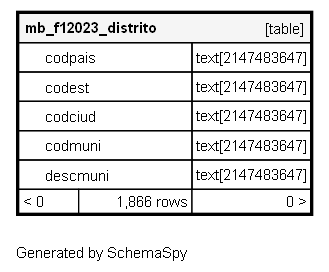 mb_f12023_distrito [table]
codpais text[2147483647]
codest text[2147483647]
codciud text[2147483647]
codmuni text[2147483647]
descmuni text[2147483647]
< 0 1,866 rows 0 >
Generated by SchemaSpy